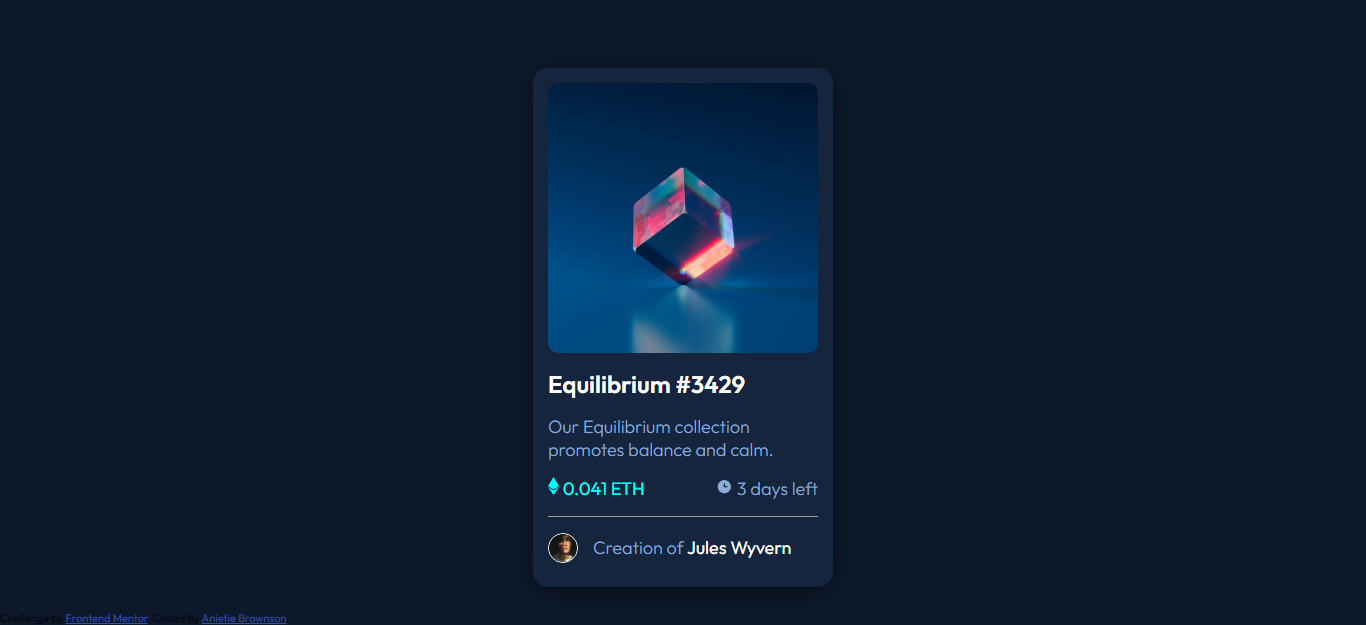 Equilibrium #3429
Our Equilibrium collection
promotes balance and calm.
0.041 ETH
3 days left
Creation of Jules Wyvern
Challenge by Frontend Mentor. Coded by Anietie Brownson